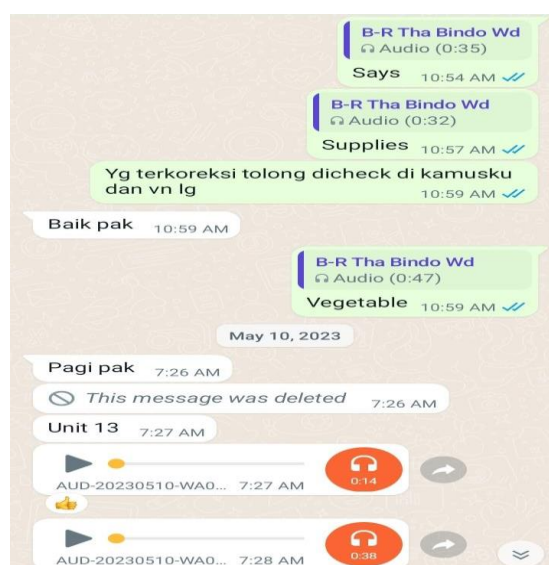 B-R Tha Bindo Wd
Audio (0:35)
Says 10:54 AM
B-R Tha Bindo Wd
Audio (0:32)
Supplies 10:57 AM
Yg terkoreksi tolong dicheck di kamusku
dan vn lg 10:59 AM
Baik pak 10:59 AM
B-R Tha Bindo Wd
Audio (0:47)
Vegetable 10:59 AM
May 10, 2023
Pagi pak 7:26 AM
This message was deleted 7:26 AM
Unit 13 7:27 AM
0:14
AUD-20230510-WA0... 7:27 AM
0:38
AUD-20230510-WA0... 7:28 AM